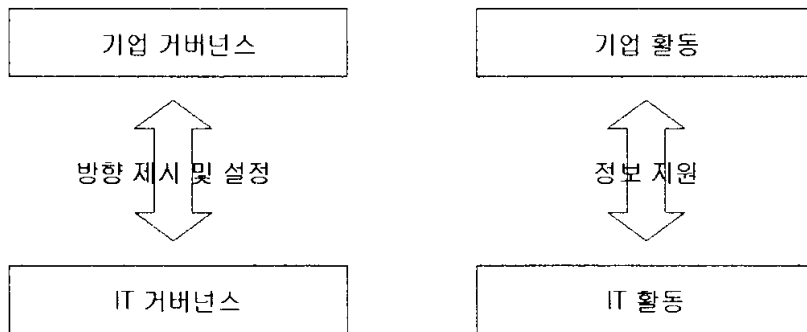 기업 거버넌스
기업 활동
방향 제시 및 설정
정보 지원
IT 거버넌스
IT 활동